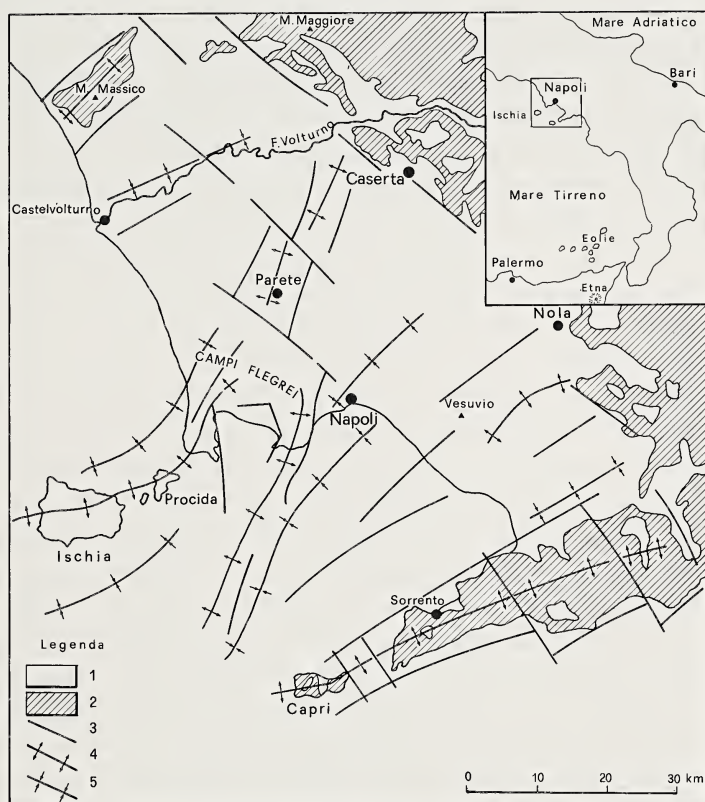 M. Maggiore
M. Massico
F. Volturno
Caserta
Castelvolturno
Parete
Nola
CAMPI FLEGREI
Napoli
Vesuvio
Procida
Ischia
Sorrento
Capri
Mare Adriatico
Napoli
Bari
Ischia
Mare Tirreno
Eolie
Palermo
Etna
Legenda
1
2
3
4
5
0 10 20 30 km